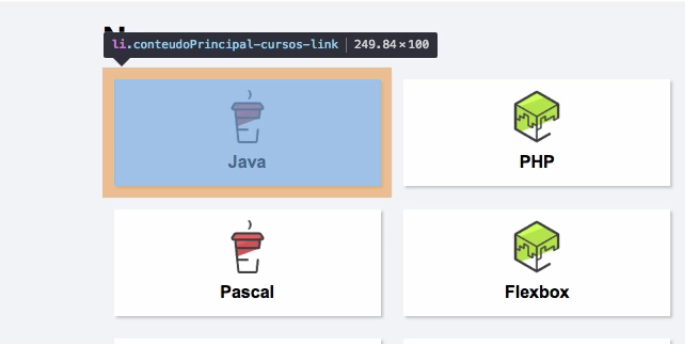 li.conteudoPrincipal-cursos-link | 249.84×100
Java
PHP
Pascal
Flexbox